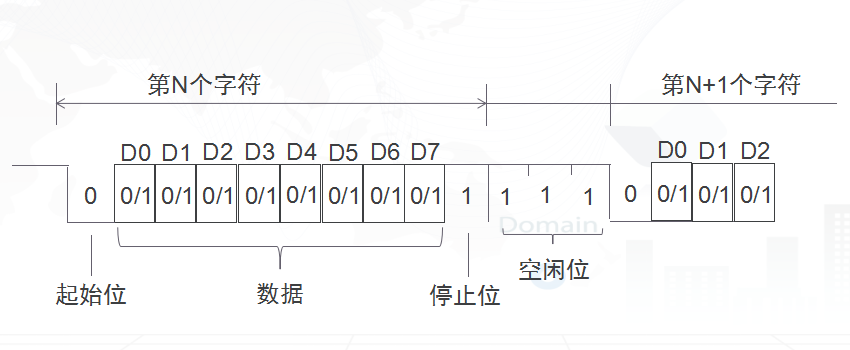 第N个字符 第N+1个字符
D0 D1 D2 D3 D4 D5 D6 D7 D0 D1 D2
0 0/1 0/1 0/1 0/1 0/1 0/1 0/1 0/1 1 1 1 1 0 0/1 0/1 0/1
Domain
起始位 数据 停止位 空闲位